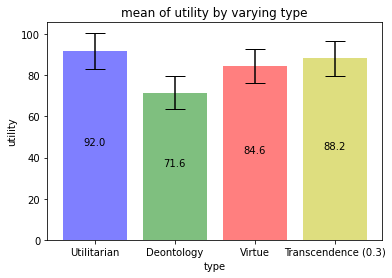 mean of utility by varying type
utility
100
80
60
40
20
0
92.0
71.6
84.6
88.2
Utilitarian Deontology Virtue Transcendence (0.3)
type